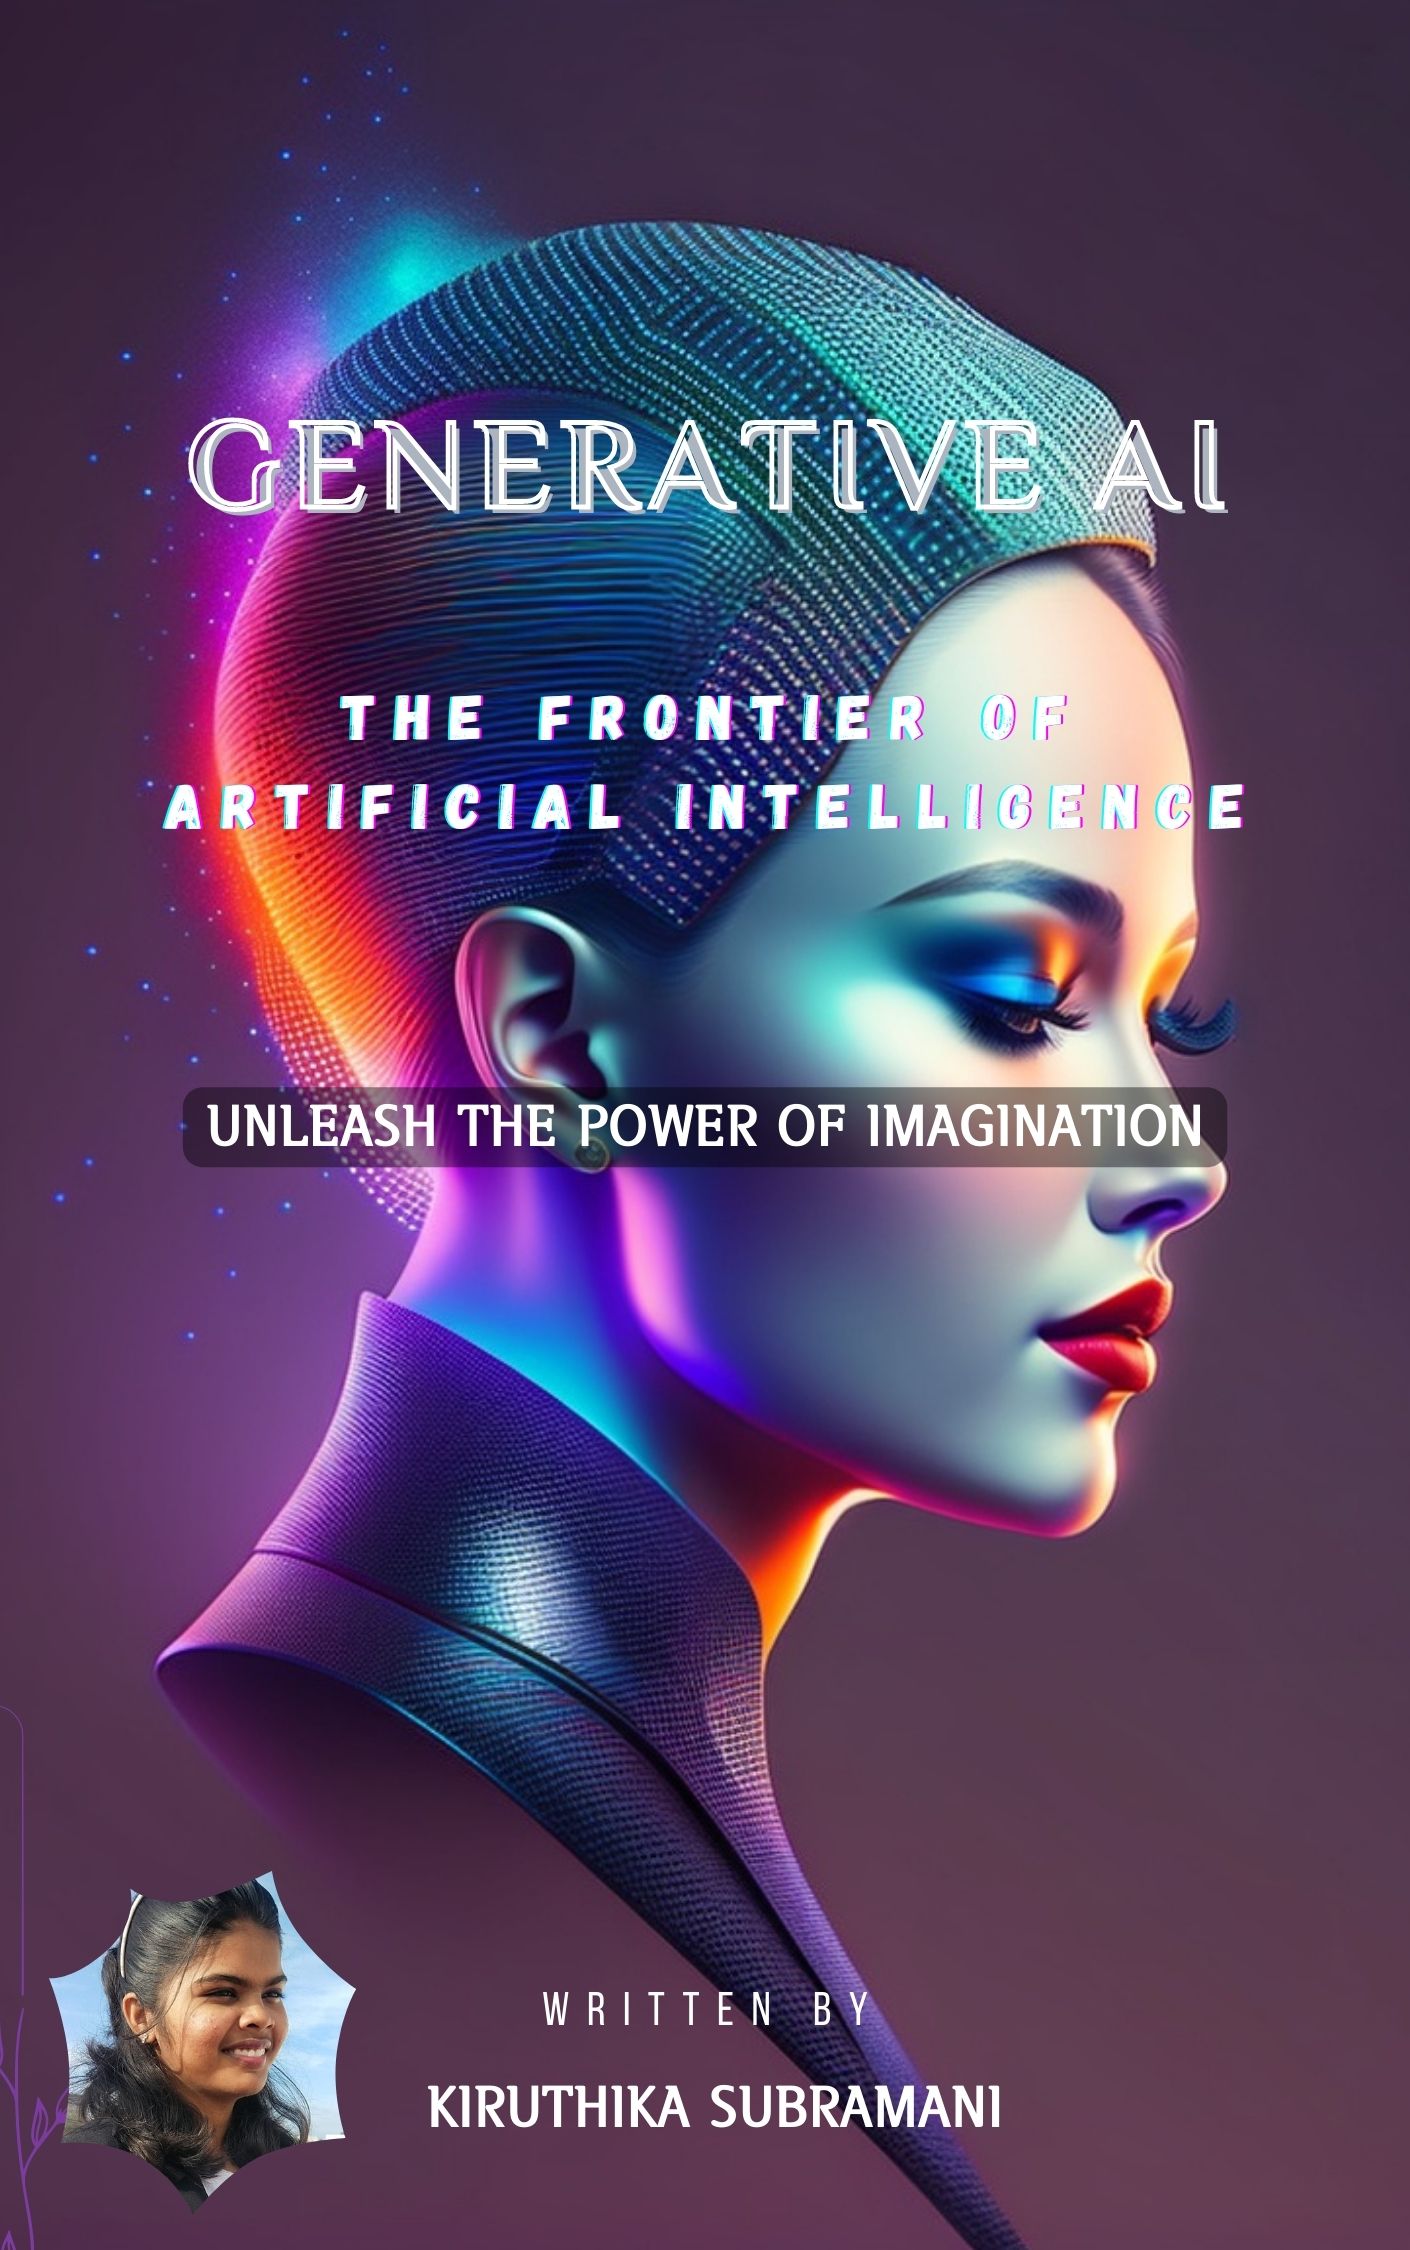 GENERATIVE AI
THE FRONTIER OF
ARTIFICIAL INTELLIGENCE
UNLEASH THE POWER OF IMAGINATION
WRITTEN BY
KIRUTHIKA SUBRAMANI